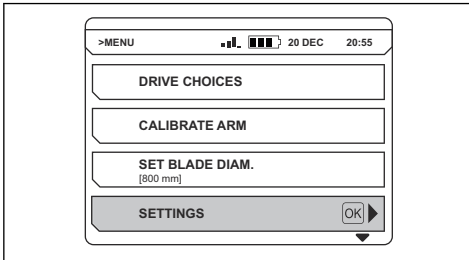 >MENU 20 DEC 20:55
DRIVE CHOICES
CALIBRATE ARM
SET BLADE DIAM.
[800 mm]
SETTINGS OK